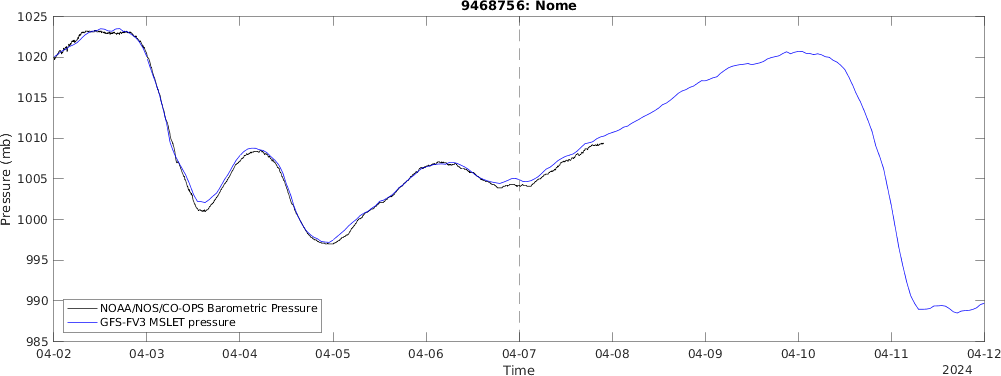 9468756: Nome
1025
1020
1015
1010
1005
1000
995
990
985
Pressure (mb)
NOAA/NOS/CO-OPS Barometric Pressure
GFS-FV3 MSLET pressure
04-02 04-03 04-04 04-05 04-06 04-07 04-08 04-09 04-10 04-11 04-12
Time
2024